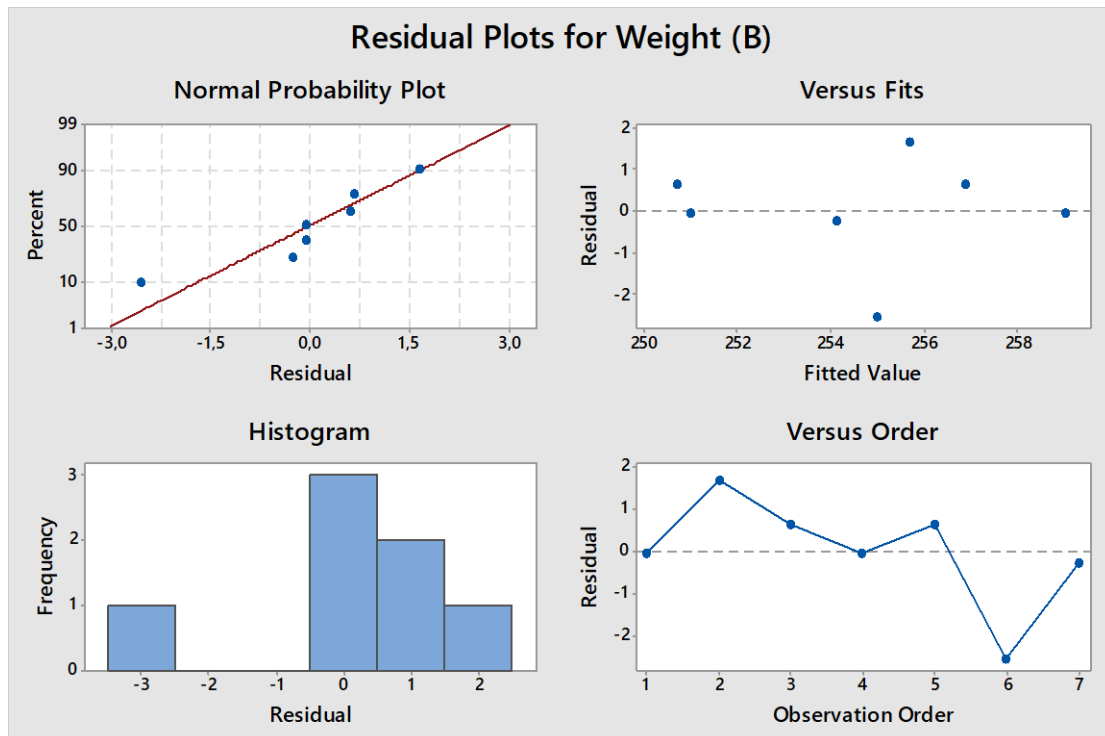 Residual Plots for Weight (B)
Normal Probability Plot
99
90
50
10
1
Percent
-3,0 -1,5 0,0 1,5 3,0
Residual
Versus Fits
2
1
0
-1
-2
Residual
250 252 254 256 258
Fitted Value
Histogram
3
2
1
0
Frequency
-3 -2 -1 0 1 2
Residual
Versus Order
2
1
0
-1
-2
Residual
1 2 3 4 5 6 7
Observation Order